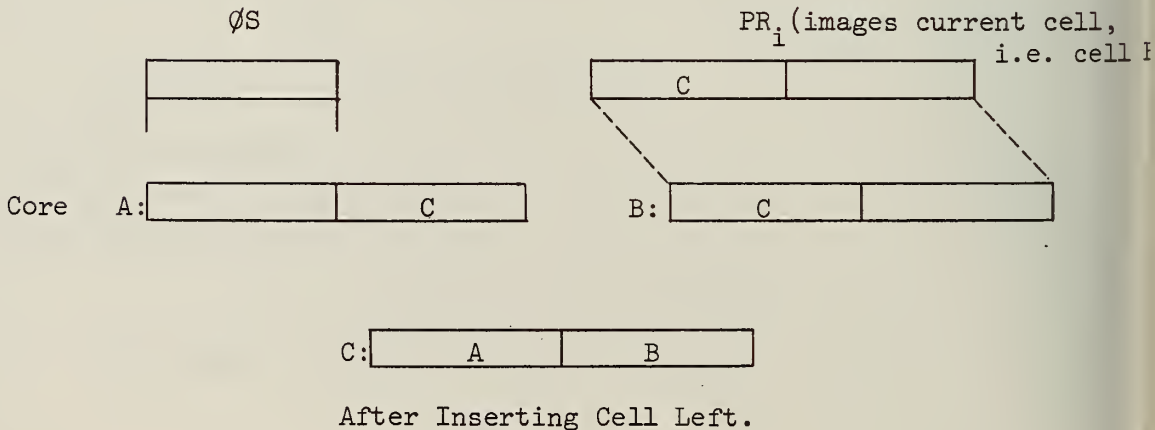 ØS PR_i (images current cell,
i.e. cell
C
Core A: C B: C
C: A B
After Inserting Cell Left.